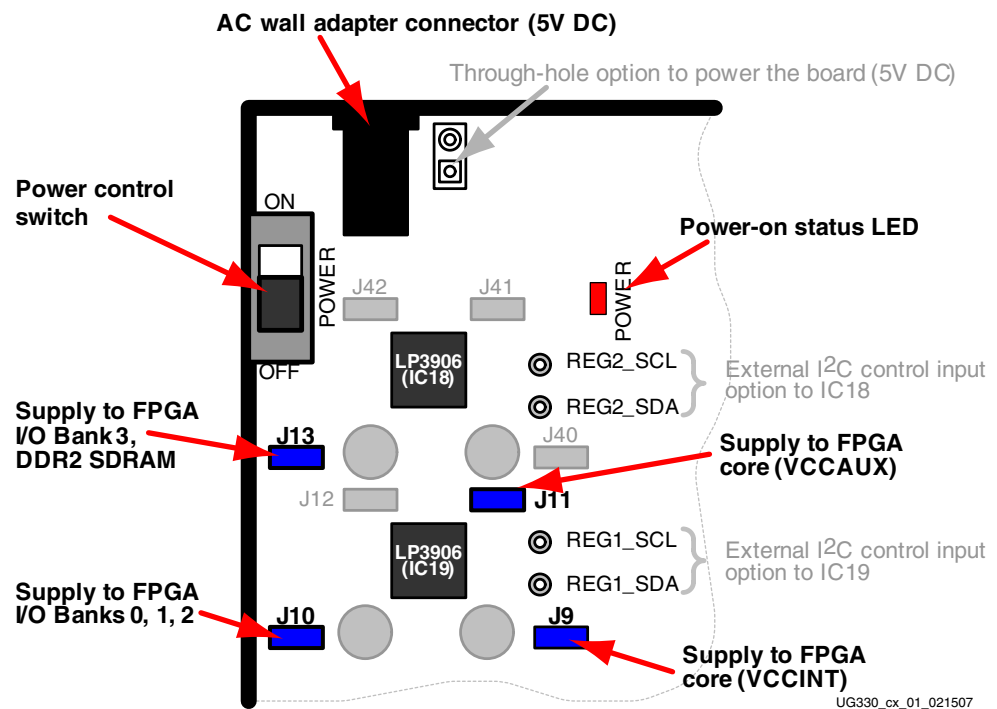 AC wall adapter connector (5V DC)
Through-hole option to power the board (5V DC)
Power control
switch
ON
POWER
OFF
Power-on status LED
POWER
J42
J41
LP3906
(IC18)
REG2_SCL
REG2_SDA
External I2C control input
option to IC18
Supply to FPGA
I/O Bank 3,
DDR2 SDRAM
J13
J40
Supply to FPGA
core (VCCAUX)
J12
J11
LP3906
(IC19)
REG1_SCL
REG1_SDA
External I2C control input
option to IC19
Supply to FPGA
I/O Banks 0, 1, 2
J10
J9
Supply to FPGA
core (VCCINT)
UG330_cx_01_021507